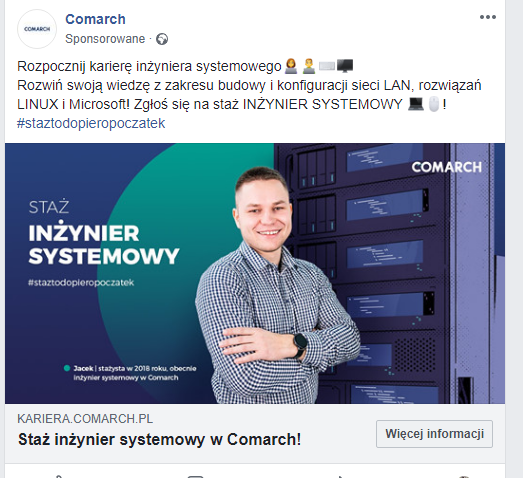 COMARCH
Comarch
Sponsorowane ·
Rozpocznij karierę inżyniera systemowego
Rozwiń swoją wiedzę z zakresu budowy i konfiguracji sieci LAN, rozwiązań
LINUX i Microsoft! Zgłoś się na staż INŻYNIER SYSTEMOWY !
#staztodopieropoczatek
COMARCH
STAŻ
INŻYNIER
SYSTEMOWY
#staztodopieropoczatek
Jacek | stażysta w 2018 roku, obecnie
inżynier systemowy w Comarch
KARIERA.COMARCH.PL
Staż inżynier systemowy w Comarch!
Więcej informacji